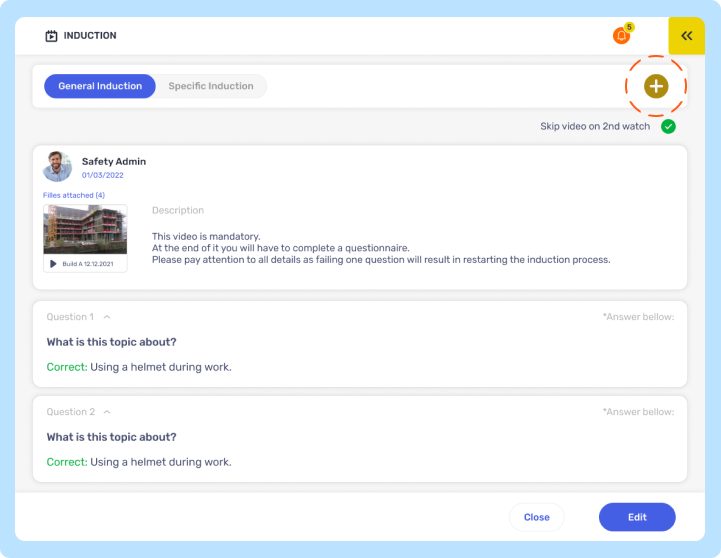 INDUCTION
5
General Induction
Specific Induction
Skip video on 2nd watch
Safety Admin
01/03/2022
Filles attached (4)
Build A 12.12.2021
Description
This video is mandatory.
At the end of it you will have to complete a questionnaire.
Please pay attention to all details as failing one question will result in restarting the induction process.
Question 1
*Answer bellow:
What is this topic about?
Correct: Using a helmet during work.
Question 2
*Answer bellow:
What is this topic about?
Correct: Using a helmet during work.
Close
Edit